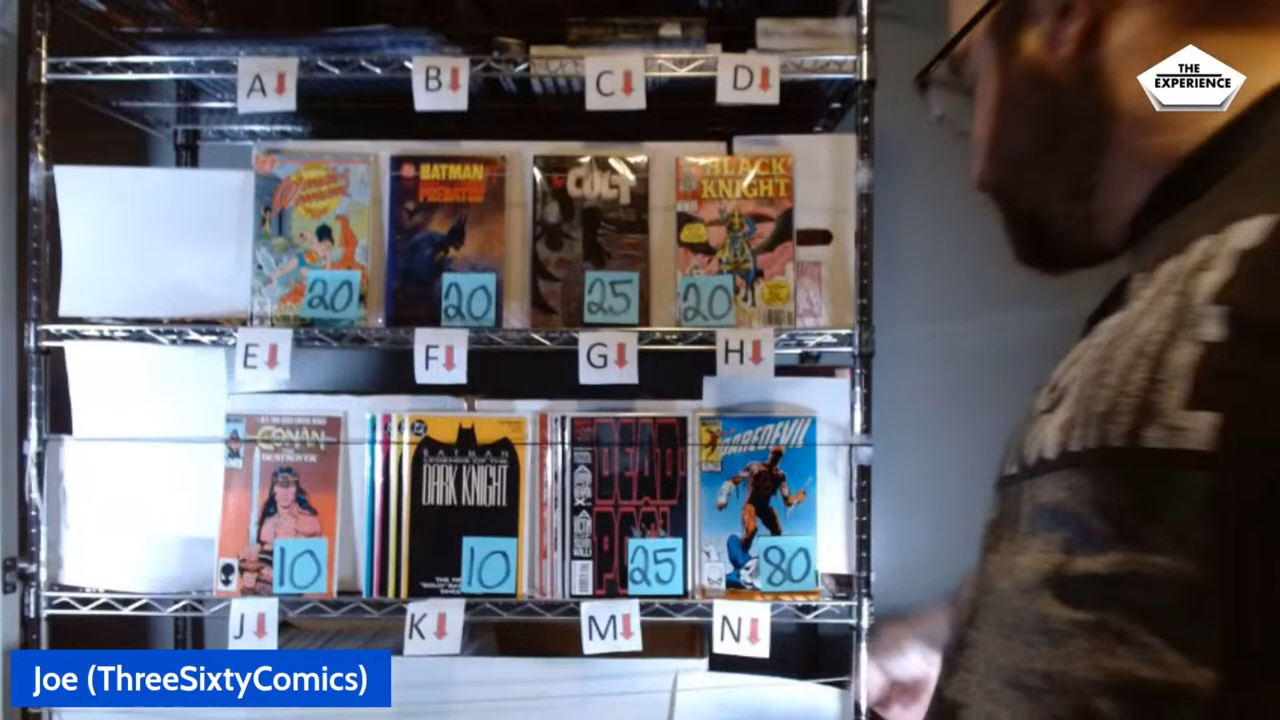 THE
EXPERIENCE
A
B
C
D
Wonder
BATMAN
PREDATOR
CULT
BLACK
KNIGHT
20
20
25
20
E
F
G
H
CONAN
THE
DESTROYER
BATMAN
LEGENDS OF THE
DARK KNIGHT
DEAD
POOL
DAREDEVIL
10
10
25
80
J
K
M
N
Joe (ThreeSixtyComics)